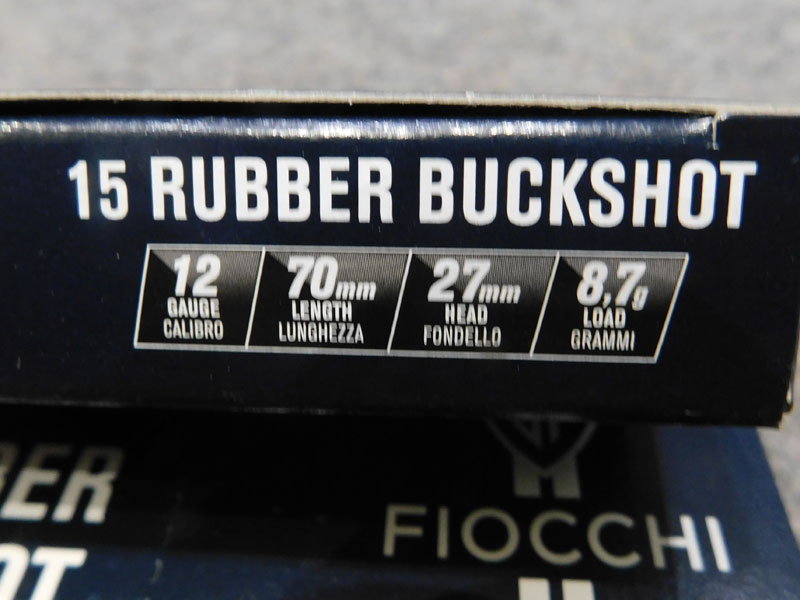 15 RUBBER BUCKSHOT
12
GAUGE
CALIBRO
70mm
LENGTH
LUNGHEZZA
27mm
HEAD
FONDELLO
8,7g
LOAD
GRAMMI
FIOCCHI